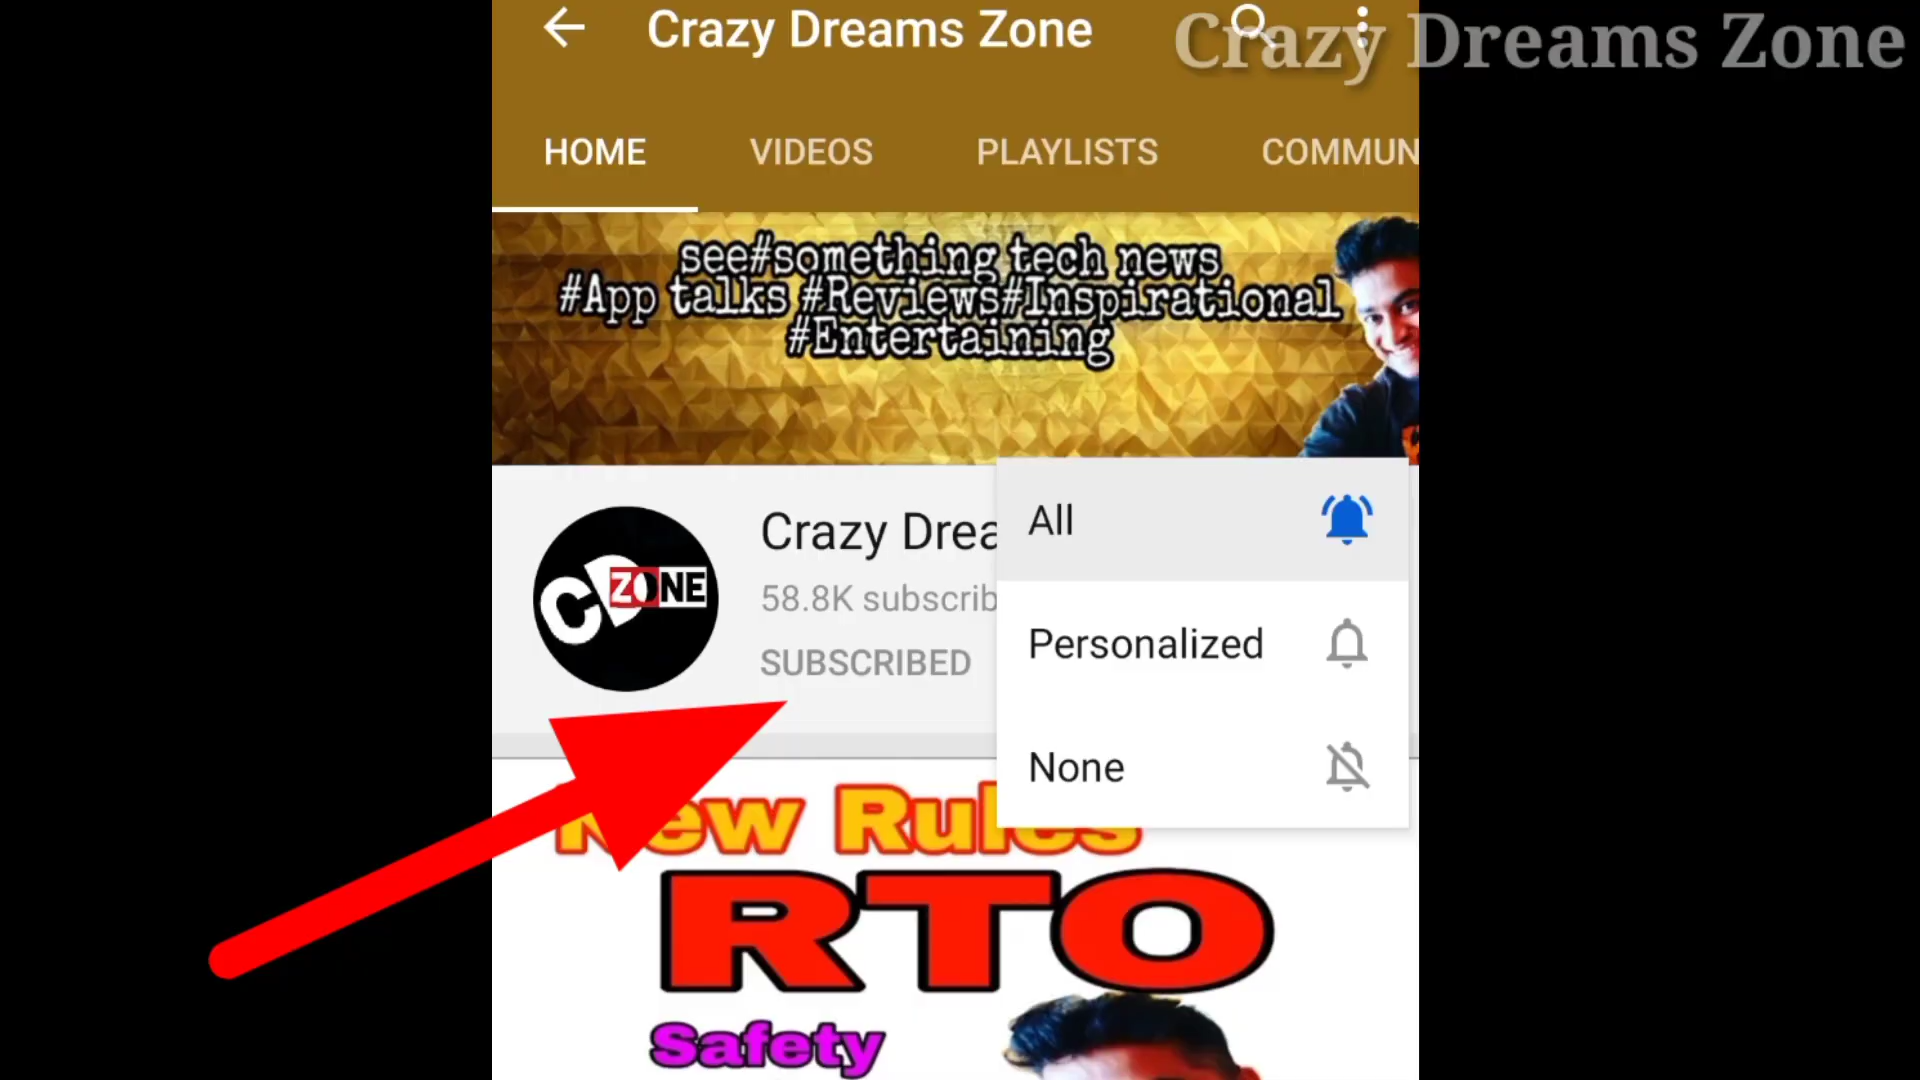 Crazy Dreams Zone
Crazy Dreams Zone
HOME VIDEOS PLAYLISTS COMMUN
see#something tech news
#App talks #Reviews#Inspirational
#Entertaining
CD ZONE
Crazy Drea
58.8K subscrib
SUBSCRIBED
All
Personalized
None
New Rules
RTO
Safety